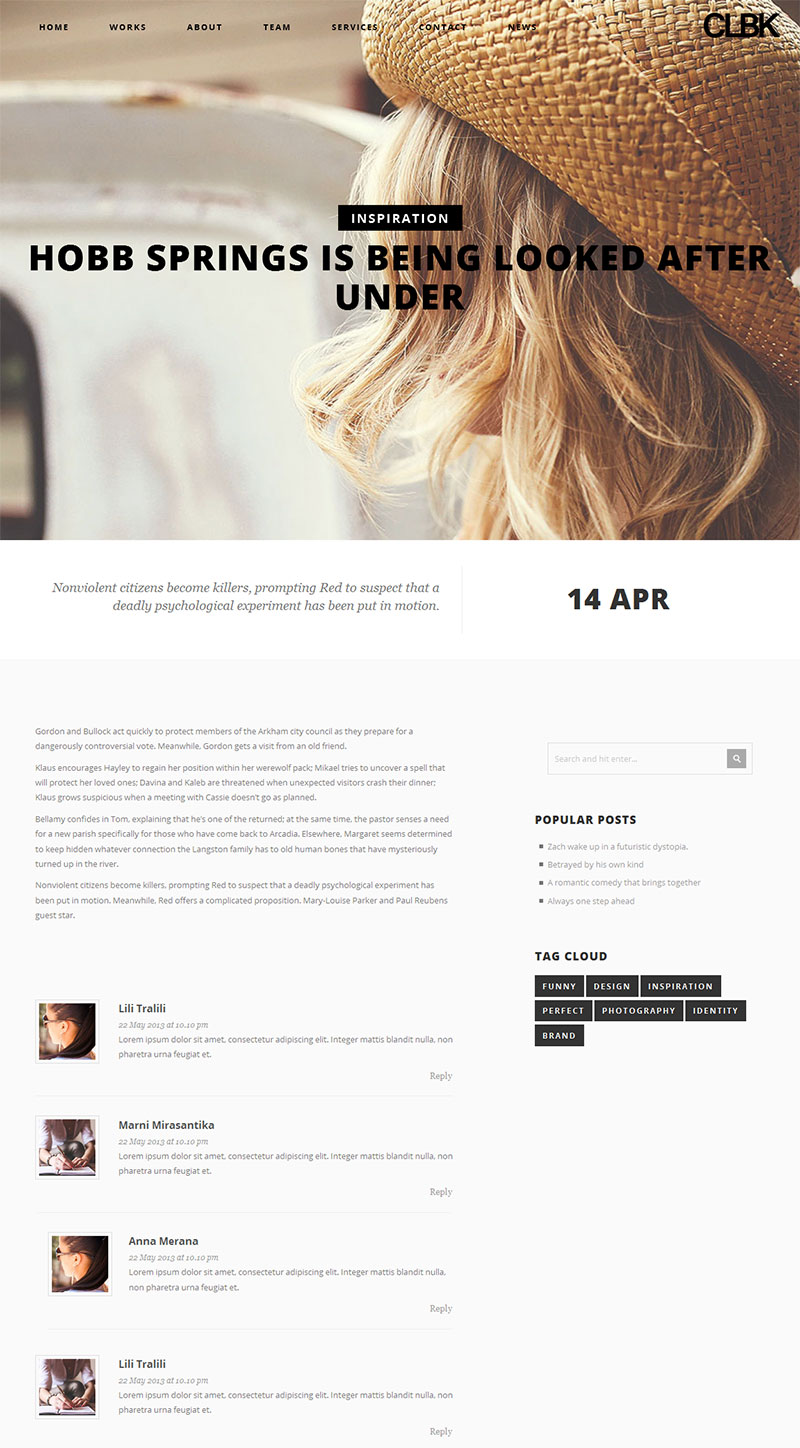 HOME WORKS ABOUT TEAM SERVICES CONTACT NEWS CLBK
INSPIRATION
HOBB SPRINGS IS BEING LOOKED AFTER
UNDER
Nonviolent citizens become killers, prompting Red to suspect that a
deadly psychological experiment has been put in motion.
14 APR
Gordon and Bullock act quickly to protect members of the Arkham city council as they prepare for a
dangerously controversial vote. Meanwhile, Gordon gets a visit from an old friend.
Klaus encourages Hayley to regain her position within her werewolf pack; Mikael tries to uncover a spell that
will protect her loved ones; Davina and Kaleb are threatened when unexpected visitors crash their dinner;
Klaus grows suspicious when a meeting with Cassie doesn't go as planned.
Bellamy confides in Tom, explaining that he's one of the returned; at the same time, the pastor senses a need
for a new parish specifically for those who have come back to Arcadia. Elsewhere, Margaret seems determined
to keep hidden whatever connection the Langston family has to old human bones that have mysteriously
turned up in the river.
Nonviolent citizens become killers, prompting Red to suspect that a deadly psychological experiment has
been put in motion. Meanwhile, Red offers a complicated proposition. Mary-Louise Parker and Paul Reubens
guest star.
Lili Tralili
22 May 2013 at 10.10 pm
Lorem ipsum dolor sit amet, consectetur adipiscing elit. Integer mattis blandit nulla, non
pharetra urna feugiat et.
Reply
Marni Mirasantika
22 May 2013 at 10.10 pm
Lorem ipsum dolor sit amet, consectetur adipiscing elit. Integer mattis blandit nulla, non
pharetra urna feugiat et.
Reply
Anna Merana
22 May 2013 at 10.10 pm
Lorem ipsum dolor sit amet, consectetur adipiscing elit. Integer mattis blandit nulla,
non pharetra urna feugiat et.
Reply
Lili Tralili
22 May 2013 at 10.10 pm
Lorem ipsum dolor sit amet, consectetur adipiscing elit. Integer mattis blandit nulla, non
pharetra urna feugiat et.
Reply
Search and hit enter...
POPULAR POSTS
Zach wake up in a futuristic dystopia.
Betrayed by his own kind
A romantic comedy that brings together
Always one step ahead
TAG CLOUD
FUNNY DESIGN INSPIRATION
PERFECT PHOTOGRAPHY IDENTITY
BRAND